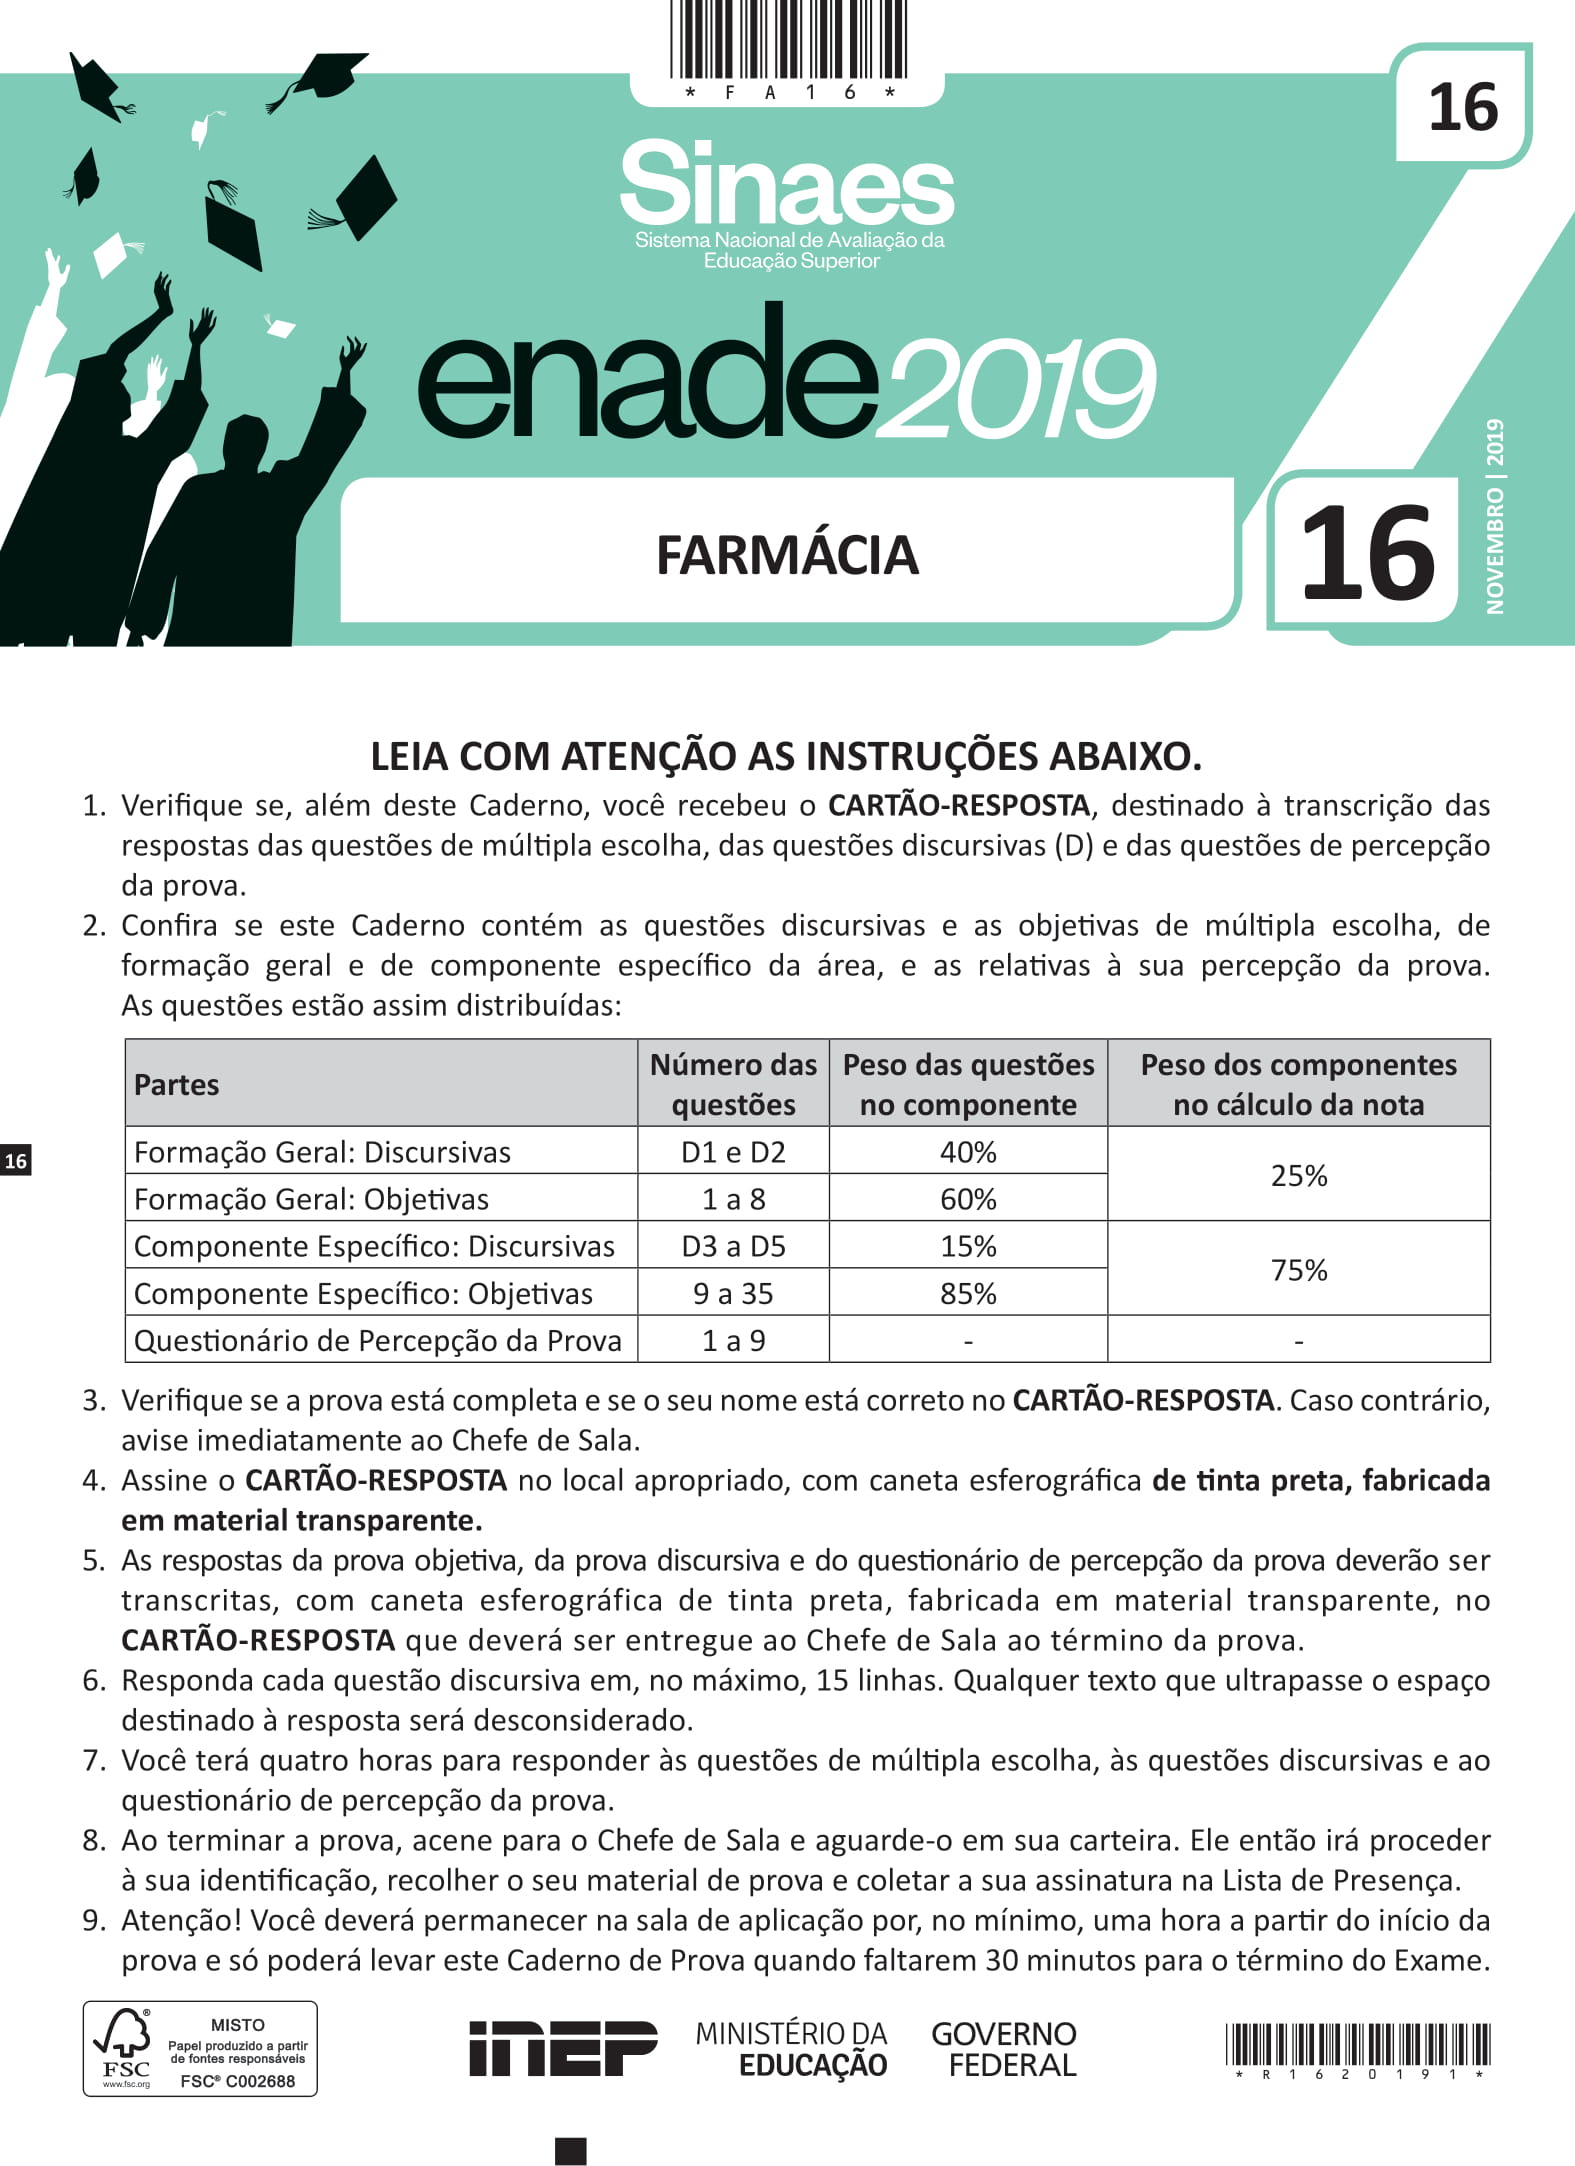 * F A 1 6 *
16
Sinaes
Sistema Nacional de Avaliação da
Educação Superior
enade2019
FARMÁCIA
16
NOVEMBRO | 2019
LEIA COM ATENÇÃO AS INSTRUÇÕES ABAIXO.
1. Verifique se, além deste Caderno, você recebeu o CARTÃO-RESPOSTA, destinado à transcrição das
respostas das questões de múltipla escolha, das questões discursivas (D) e das questões de percepção
da prova.
2. Confira se este Caderno contém as questões discursivas e as objetivas de múltipla escolha, de
formação geral e de componente específico da área, e as relativas à sua percepção da prova.
As questões estão assim distribuídas:
Partes
Número das
questões
Peso das questões
no componente
Peso dos componentes
no cálculo da nota
Formação Geral: Discursivas D1 e D2 40%
25%
Formação Geral: Objetivas 1 a 8 60%
Componente Específico: Discursivas D3 a D5 15%
75%
Componente Específico: Objetivas 9 a 35 85%
Questionário de Percepção da Prova 1 a 9 - -
16
3. Verifique se a prova está completa e se o seu nome está correto no CARTÃO-RESPOSTA. Caso contrário,
avise imediatamente ao Chefe de Sala.
4. Assine o CARTÃO-RESPOSTA no local apropriado, com caneta esferográfica de tinta preta, fabricada
em material transparente.
5. As respostas da prova objetiva, da prova discursiva e do questionário de percepção da prova deverão ser
transcritas, com caneta esferográfica de tinta preta, fabricada em material transparente, no
CARTÃO-RESPOSTA que deverá ser entregue ao Chefe de Sala ao término da prova.
6. Responda cada questão discursiva em, no máximo, 15 linhas. Qualquer texto que ultrapasse o espaço
destinado à resposta será desconsiderado.
7. Você terá quatro horas para responder às questões de múltipla escolha, às questões discursivas e ao
questionário de percepção da prova.
8. Ao terminar a prova, acene para o Chefe de Sala e aguarde-o em sua carteira. Ele então irá proceder
à sua identificação, recolher o seu material de prova e coletar a sua assinatura na Lista de Presença.
9. Atenção! Você deverá permanecer na sala de aplicação por, no mínimo, uma hora a partir do início da
prova e só poderá levar este Caderno de Prova quando faltarem 30 minutos para o término do Exame.
®
FSC
www.fsc.org
MISTO
Papel produzido a partir
de fontes responsáveis
FSC® C002688
INEP
MINISTÉRIO DA
EDUCAÇÃO
GOVERNO
FEDERAL
* R 1 6 2 0 1 9 1 *